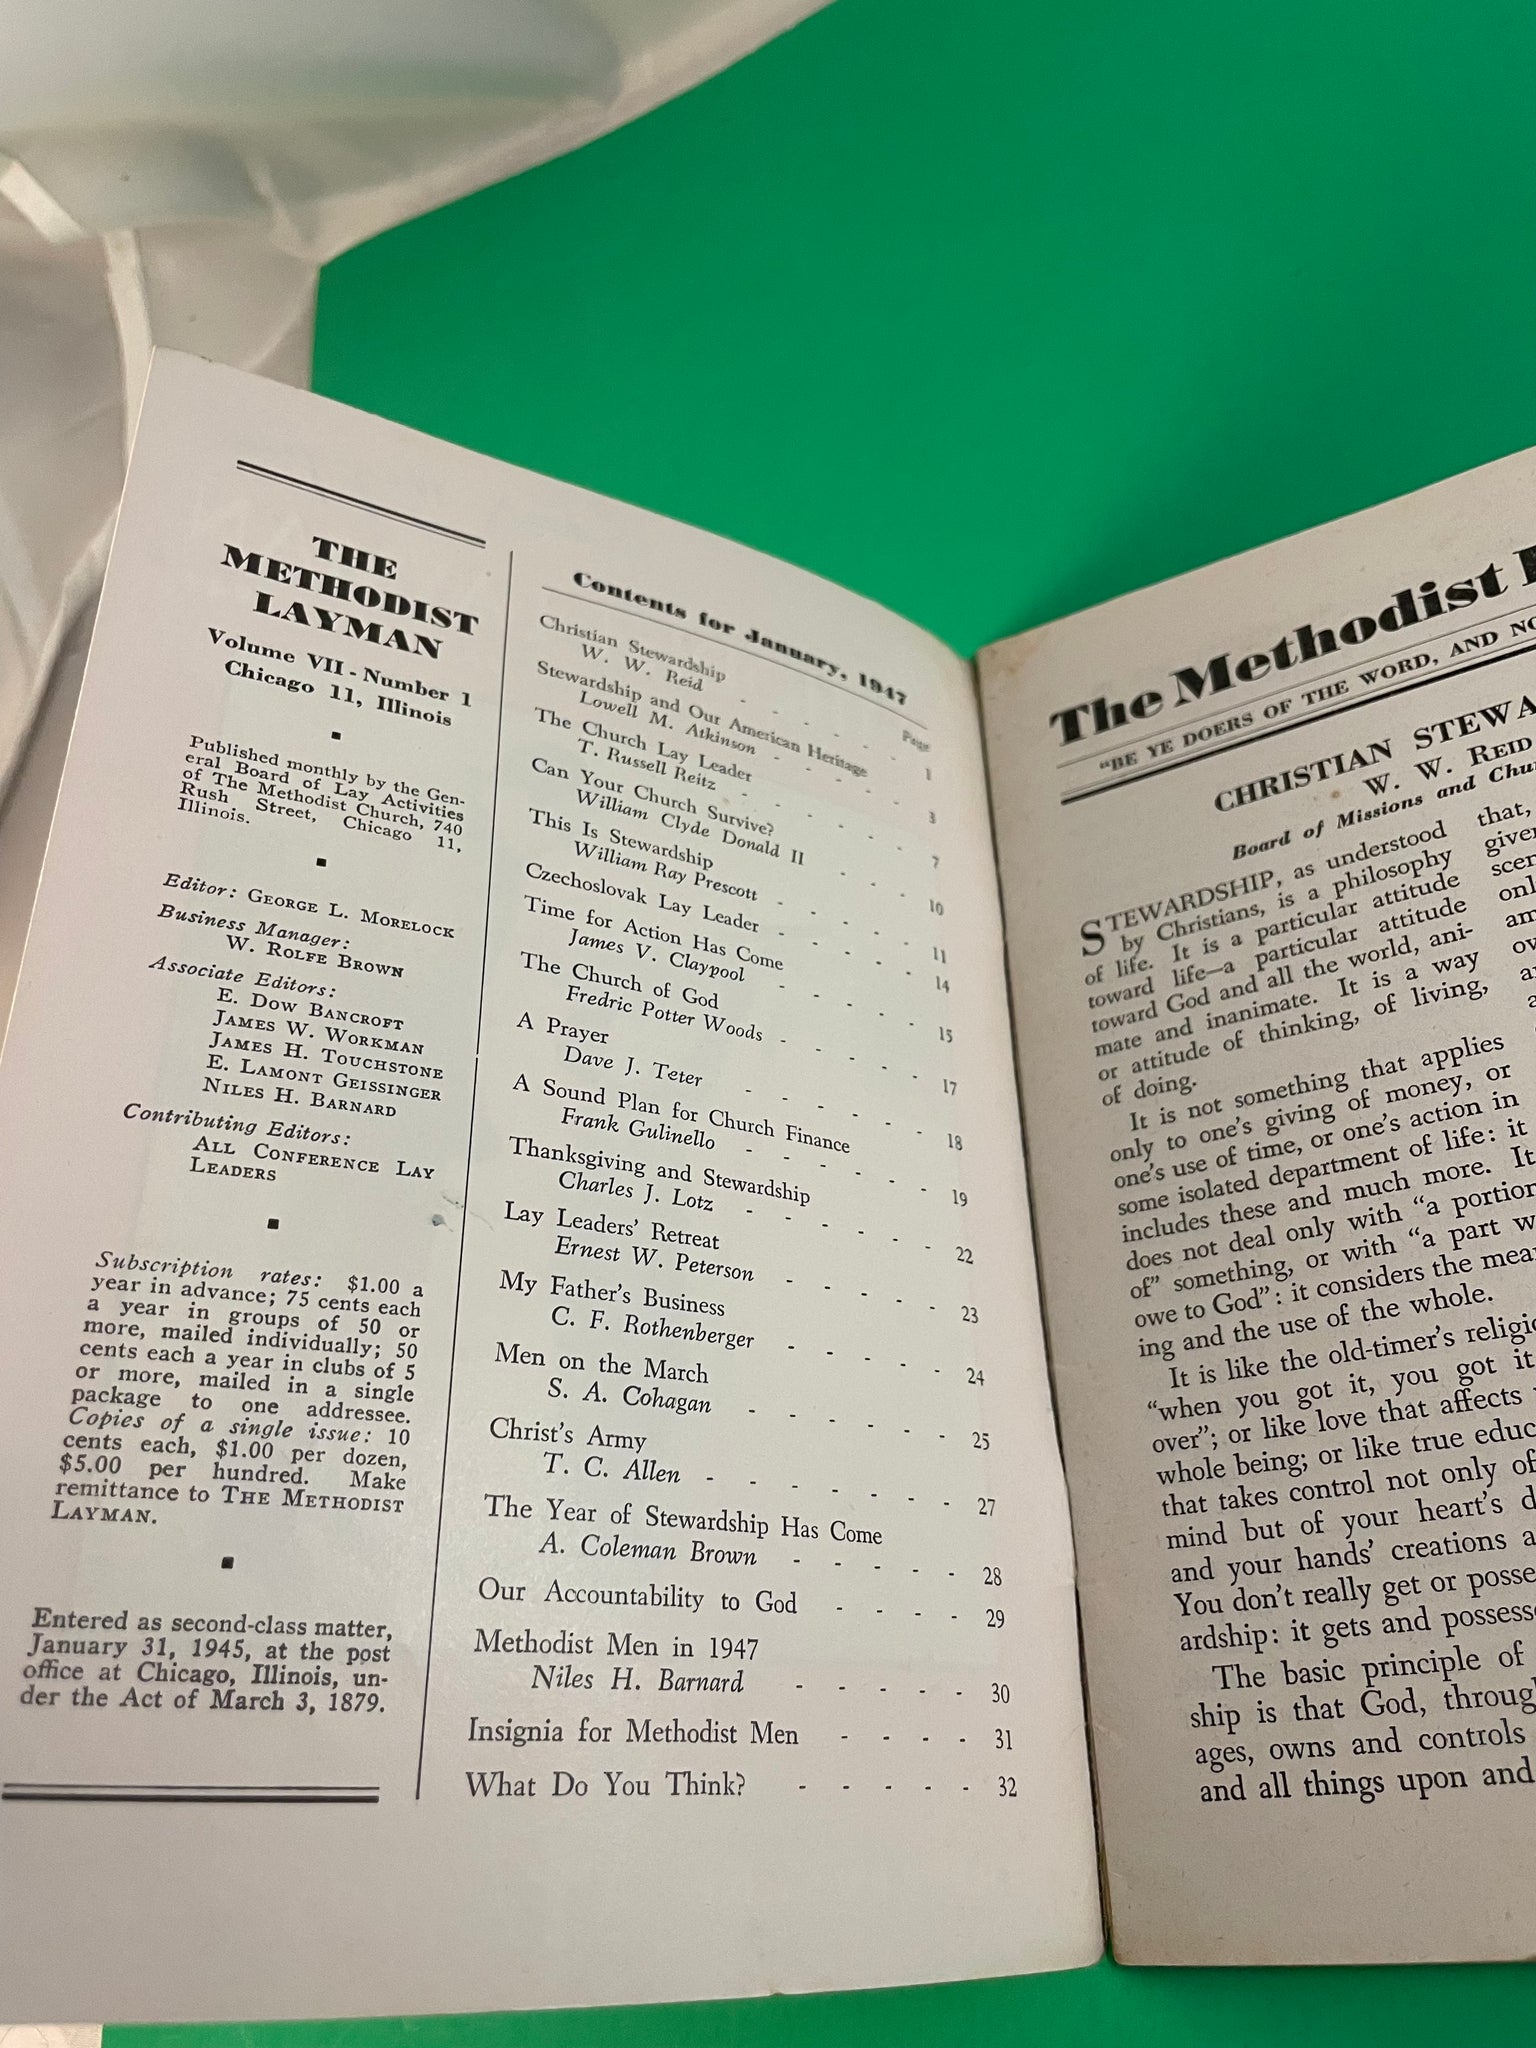 THE
METHODIST
LAYMAN
Volume VII - Number 1
Chicago 11, Illinois
Published monthly by the Gen-
eral Board of Lay Activities
of The Methodist Church, 740
Rush Street, Chicago 11,
Illinois.
Editor: GEORGE L. MORELOCK
Business Manager:
W. ROLFE BROWN
Associate Editors:
E. DOW BANCROFT
JAMES W. WORKMAN
JAMES H. TOUCHSTONE
E. LAMONT GEISSINGER
NILES H. BARNARD
Contributing Editors:
ALL CONFERENCE LAY
LEADERS
Subscription rates: $1.00 a
year in advance; 75 cents each
a year in groups of 50 or
more, mailed individually; 50
cents each a year in clubs of 5
or more, mailed in a single
package to one addressee.
Copies of a single issue: 10
cents each, $1.00 per dozen,
$5.00 per hundred. Make
remittance to THE METHODIST
LAYMAN.
Entered as second-class matter,
January 31, 1945, at the post
office at Chicago, Illinois, un-
der the Act of March 3, 1879.
Contents for January, 1947
Page
Christian Stewardship
W. W. Reid - - - - - 1
Stewardship and Our American Heritage
Lowell M. Atkinson - - - - 3
The Church Lay Leader
T. Russell Reitz - - - - - 7
Can Your Church Survive?
William Clyde Donald II - - - 10
This Is Stewardship
William Ray Prescott - - - - 11
Czechoslovak Lay Leader - - - - 14
Time for Action Has Come
James V. Claypool - - - - - 15
The Church of God
Fredric Potter Woods - - - - 17
A Prayer
Dave J. Teter - - - - - - 18
A Sound Plan for Church Finance
Frank Gulinello - - - - - - 19
Thanksgiving and Stewardship
Charles J. Lotz - - - - - - 22
Lay Leaders' Retreat
Ernest W. Peterson - - - - - 23
My Father's Business
C. F. Rothenberger - - - - - 24
Men on the March
S. A. Cohagan - - - - - - 25
Christ's Army
T. C. Allen - - - - - - - 27
The Year of Stewardship Has Come
A. Coleman Brown - - - - - 28
Our Accountability to God - - - - 29
Methodist Men in 1947
Niles H. Barnard - - - - - 30
Insignia for Methodist Men - - - - 31
What Do You Think? - - - - - 32
The Methodist
"BE YE DOERS OF THE WORD, AND
CHRISTIAN
W. W. REID
Board of Missions and
STEWARDSHIP, as understood
by Christians, is a philosophy
of life. It is a particular attitude
toward life—a particular attitude
toward God and all the world, ani-
mate and inanimate. It is a way
or attitude of thinking, of living,
of doing.
It is not something that applies
only to one's giving of money, or
one's use of time, or one's action in
some isolated department of life: it
includes these and much more. It
does not deal only with "a portion
of" something, or with "a part
owe to God": it considers the mean-
ing and the use of the whole.
It is like the old-timer's
"when you got it, you got it
over"; or like love that affects
whole being; or like true
that takes control not only of
mind but of your heart's
and your hands' creations
You don't really get or
ardship: it gets and
The basic principle of
ship is that God,
ages, owns and controls
and all things upon and
that,